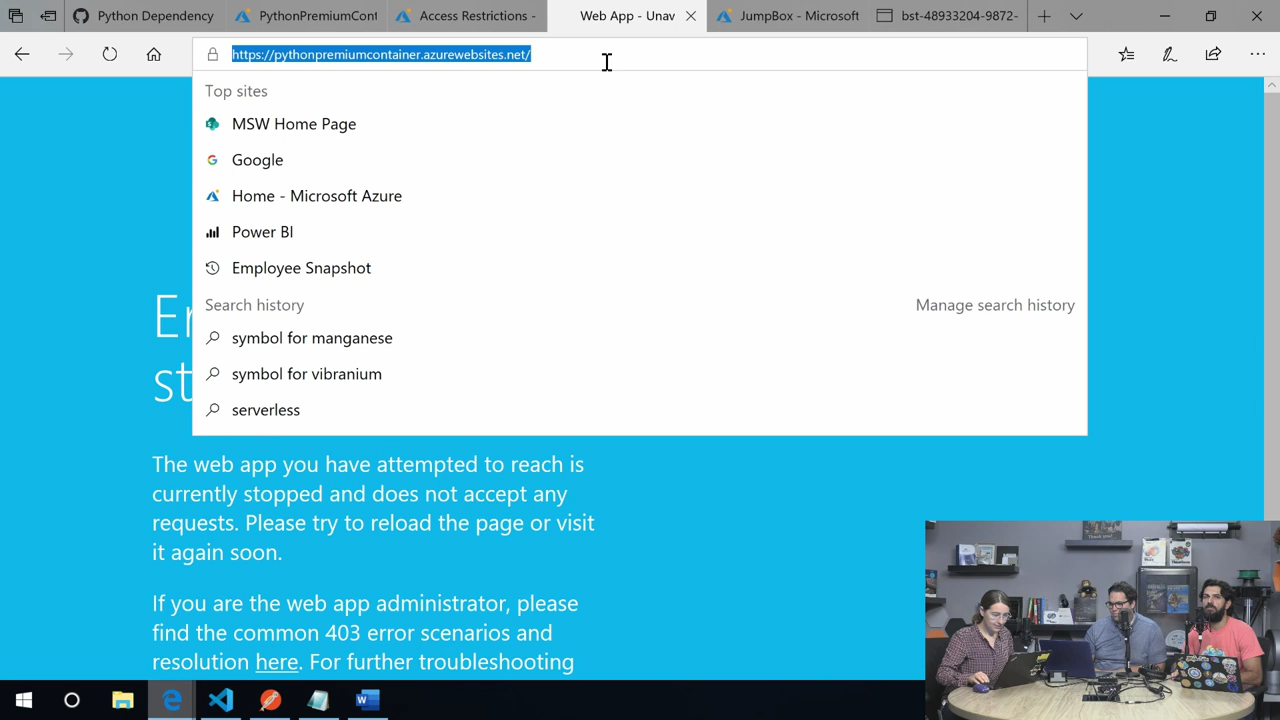 Python Dependency
PythonPremiumCont
Access Restrictions -
Web App - Unav
JumpBox - Microsoft
bst-48933204-9872-
https://pythonpremiumcontainer.azurewebsites.net/
Top sites
MSW Home Page
Google
Home - Microsoft Azure
Power BI
Employee Snapshot
Search history
Manage search history
symbol for manganese
symbol for vibranium
serverless
Er
st
The web app you have attempted to reach is
currently stopped and does not accept any
requests. Please try to reload the page or visit
it again soon.
If you are the web app administrator, please
find the common 403 error scenarios and
resolution here. For further troubleshooting